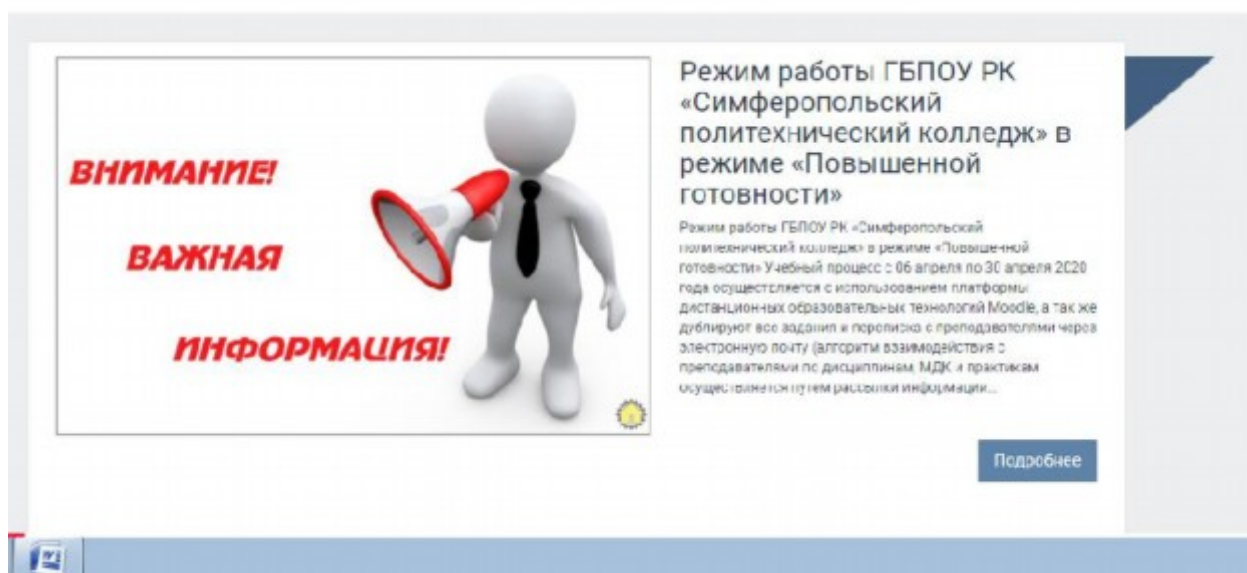 ВНИМАНИЕ!
ВАЖНАЯ
ИНФОРМАЦИЯ!
Режим работы ГБПОУ РК
«Симферопольский
политехнический колледж» в
режиме «Повышенной
готовности»
Режим работы ГБПОУ РК «Симферопольский
политехнический колледж» в режиме «Повышенной
готовности» Учебный процесс с 06 апреля по 30 апреля 2020
года осуществляется с использованием платформы
дистанционных образовательных технологий Moodle, а так же
дублируют все задания и переписка с преподавателями через
электронную почту (алгоритм взаимодействия с
преподавателями по дисциплинам, МДК и практикам
осуществляется путем рассылки информации...
Подробнее